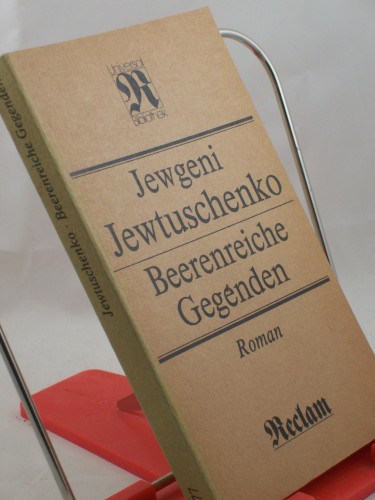 Universal
R
Bibliothek
Jewgeni
Jewtuschenko
Beerenreiche
Gegenden
Roman
Reclam
Jewtuschenko · Beerenreiche Gegenden